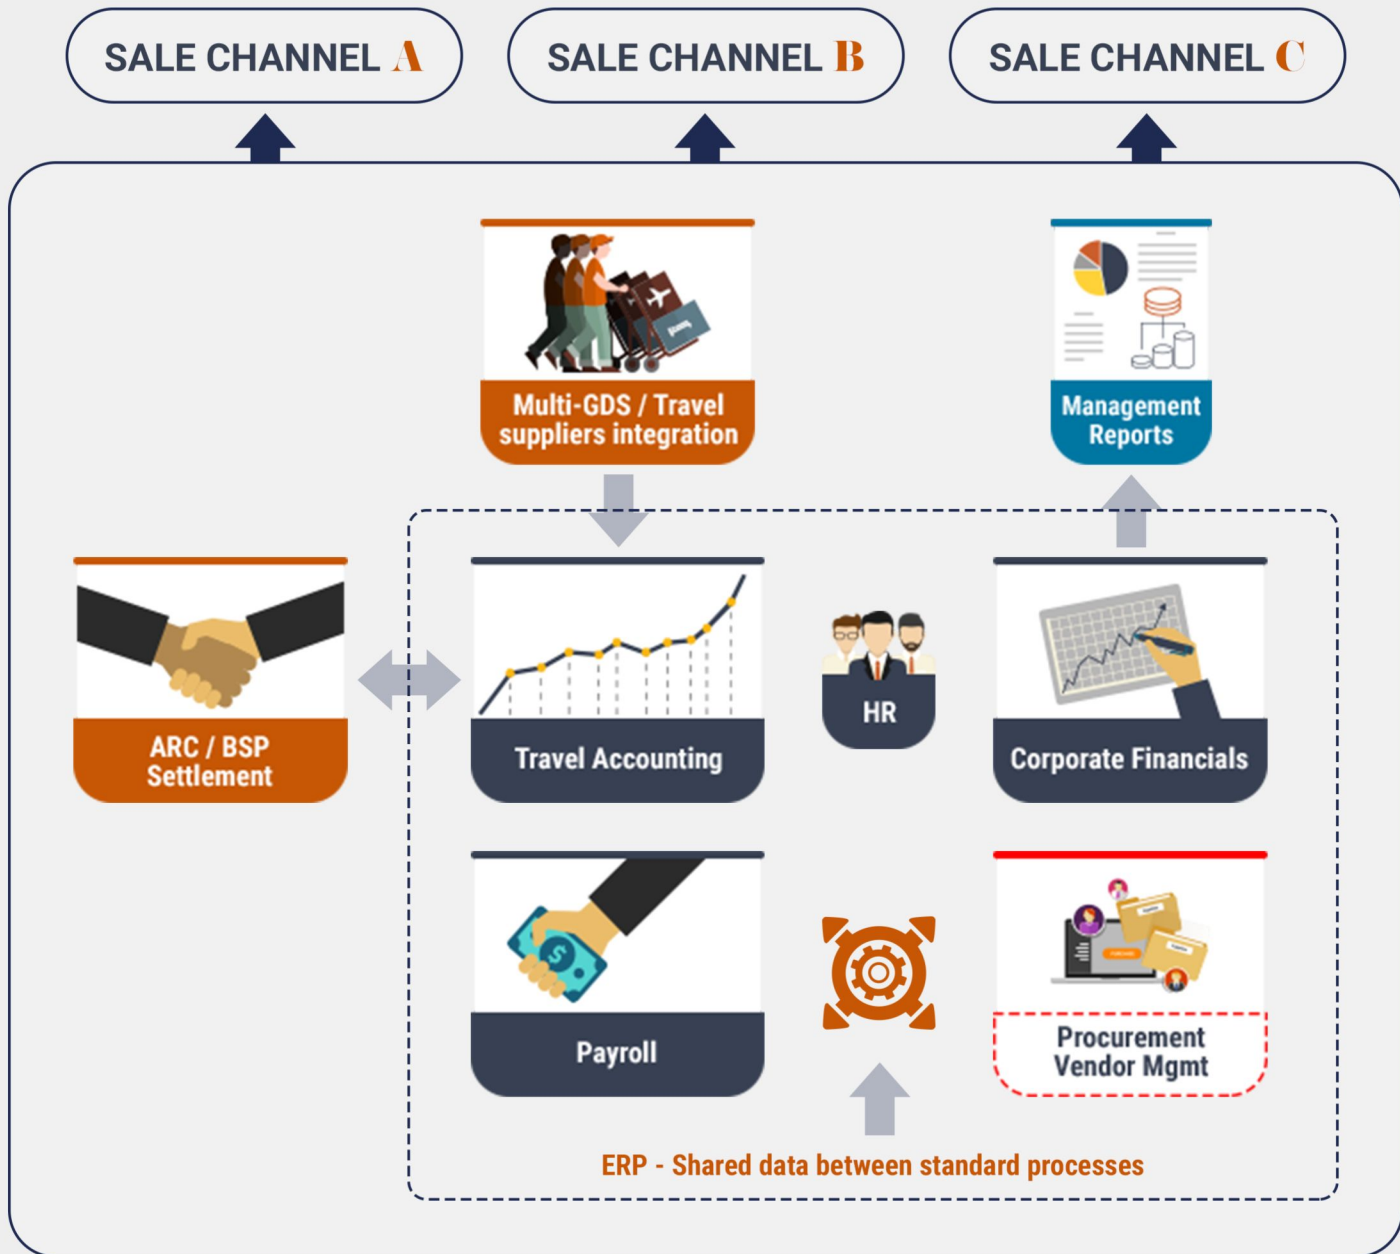 SALE CHANNEL A
SALE CHANNEL B
SALE CHANNEL C
Multi-GDS / Travel
suppliers integration
Management
Reports
ARC / BSP
Settlement
Travel Accounting
HR
Corporate Financials
Payroll
$
Procurement
Vendor Mgmt
ERP - Shared data between standard processes